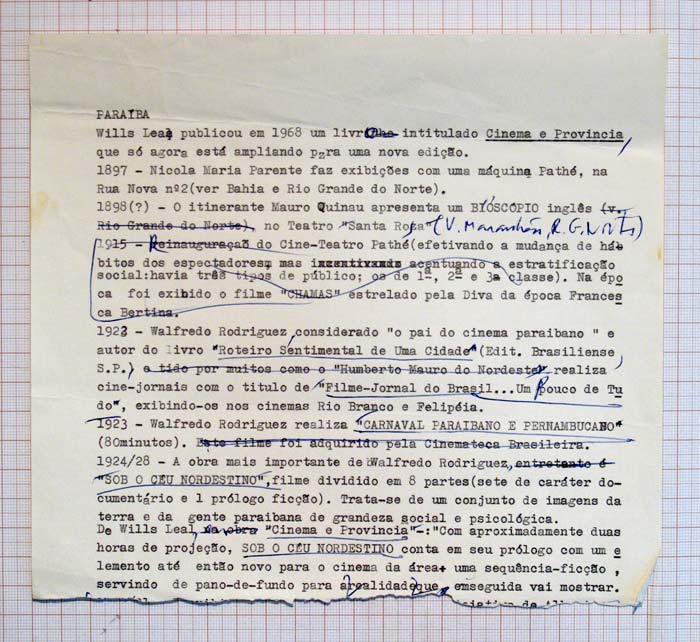 PARAÍBA
Wills Leal publicou em 1968 um livro intitulado Cinema e Provincia,
que só agora está ampliando para uma nova edição.
1897 - Nicola Maria Parente faz exibições com uma máquina Pathé, na
Rua Nova nº2(ver Bahia e Rio Grande do Norte).
1898(?) - O itinerante Mauro Quinau apresenta um BIOSCÓPIO inglês (v.
Rio Grande do Norte), no Teatro "Santa Rosa", (V. Maranhão, R.G. Norte)
1915 - Reinauguração do Cine-Teatro Pathé(efetivando a mudança de há
bitos dos espectadores, mas acentuando a estratificação
social:havia três tipos de público; os de 1ª, 2ª e 3a classe). Na épo
ca foi exibido o filme "CHAMAS" estrelado pela Diva da época Frances
ca Bertina.
1923 - Walfredo Rodriguez,considerado "o pai do cinema paraibano " e
autor do livro "Roteiro Sentimental de Uma Cidade"(Edit. Brasiliense,
S.P.) e tido por muitos como o "Humberto Mauro do Nordeste" realiza
cine-jornais com o titulo de "Filme-Jornal do Brasil...Um Pouco de Tu
do", exibindo-os nos cinemas Rio Branco e Felipéia.
1923 - Walfredo Rodriguez realiza "CARNAVAL PARAIBANO E PERNAMBUCANO"
(80minutos). Este filme foi adquirido pela Cinemateca Brasileira.
1924/28 - A obra mais importante de Walfredo Rodriguez, entretanto é
"SOB O CÉU NORDESTINO",filme dividido em 8 partes(sete de caráter do-
cumentário e 1 prólogo ficção). Trata-se de um conjunto de imagens da
terra e da gente paraibana de grandeza social e psicológica.
De Wills Leal, na obra "Cinema e Provincia"-:"Com aproximadamente duas
horas de projeção, SOB O CÉU NORDESTINO conta em seu prólogo com um e
lemento até então novo para o cinema da área+ uma sequência-ficção ,
servindo de pano-de-fundo para realidade que, emseguida vai mostrar.